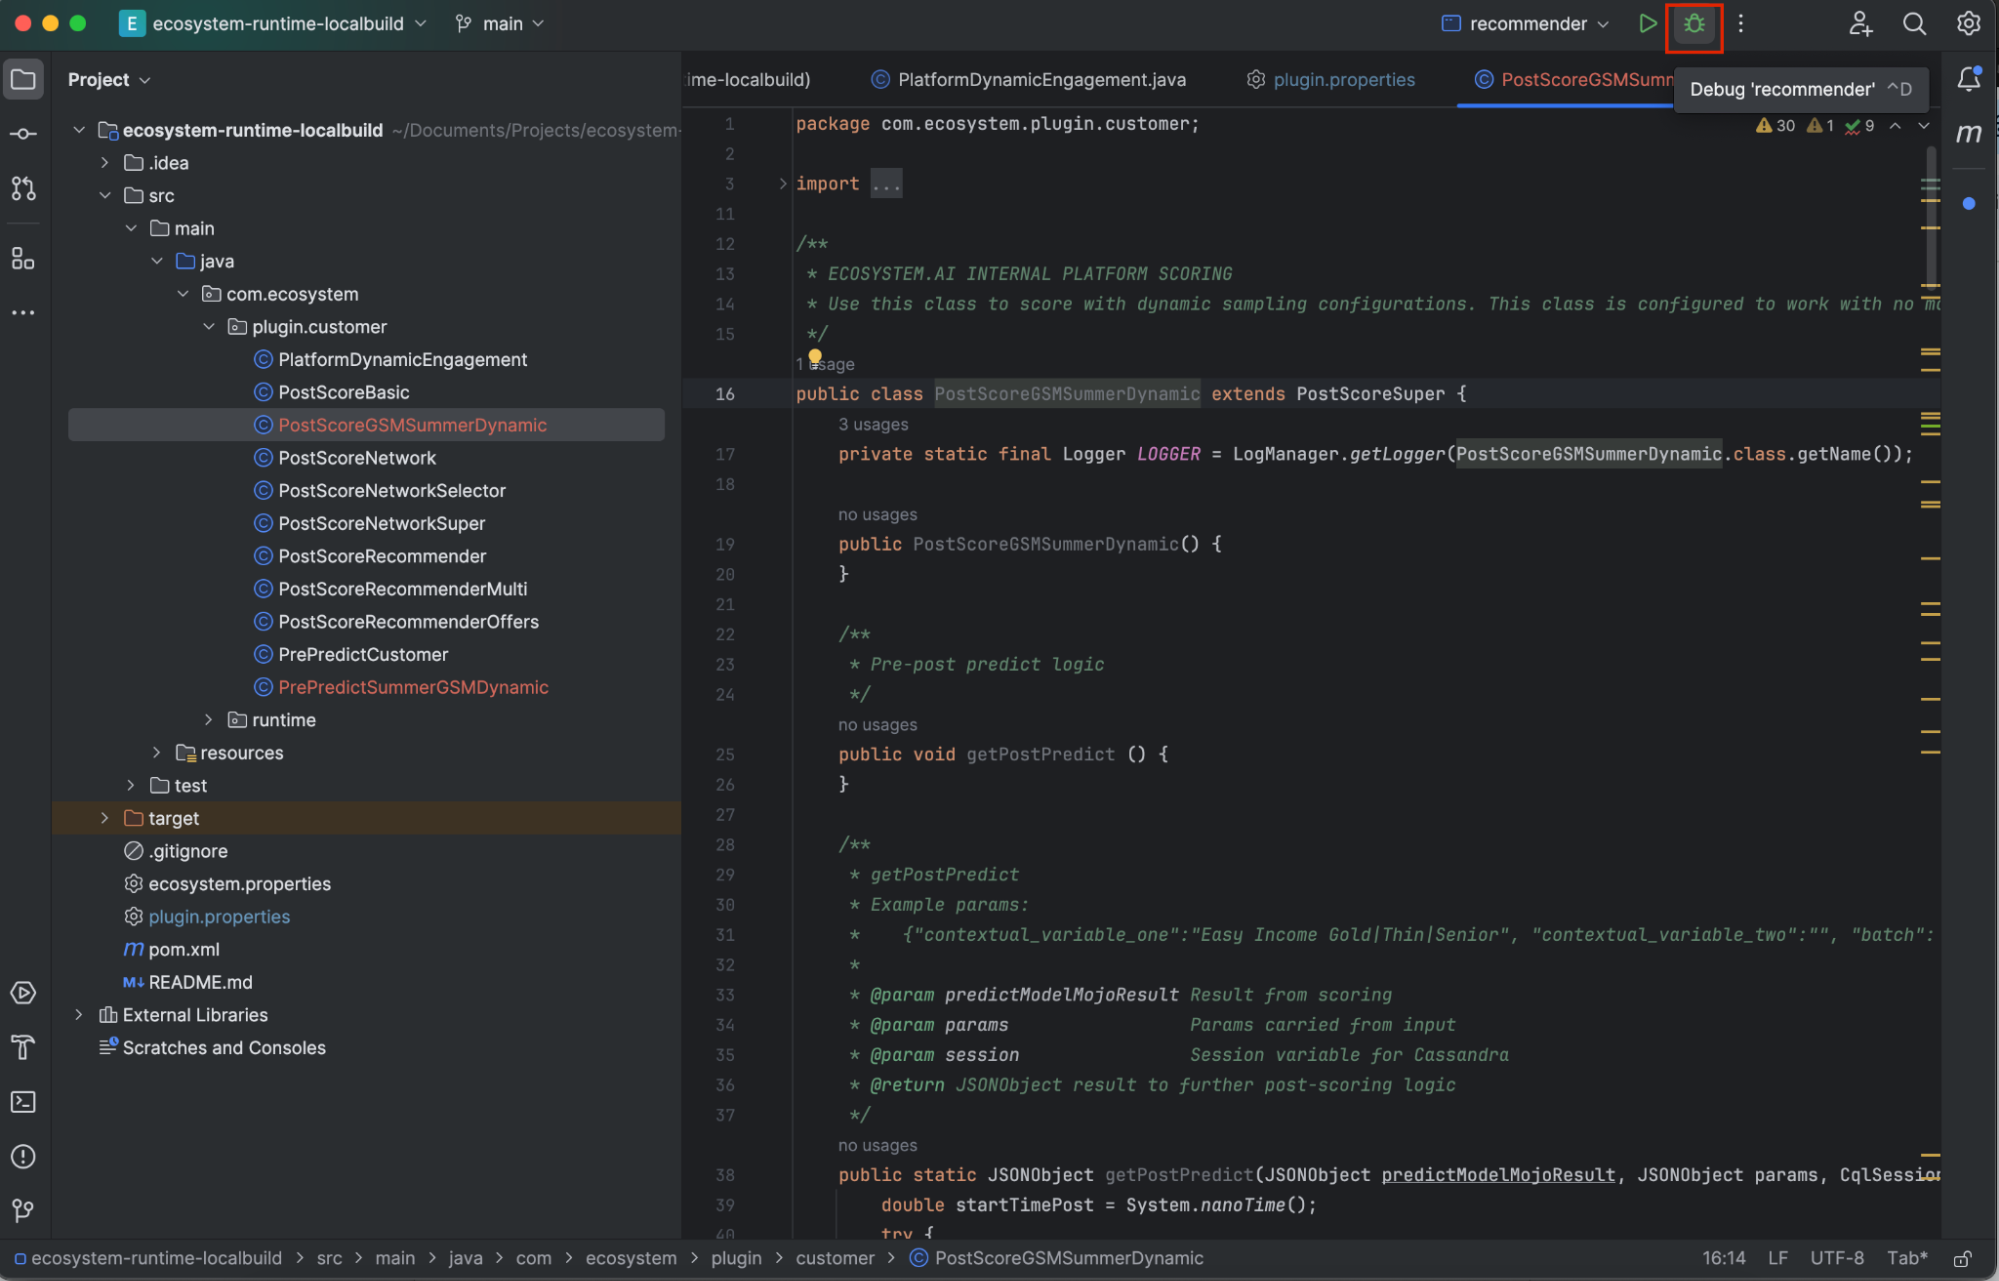 E ecosystem-runtime-localbuild main recommender
Project
ime-localbuild) PlatformDynamicEngagement.java plugin.properties PostScoreGSMSumm
Debug 'recommender' ^D
30 1 9
ecosystem-runtime-localbuild ~/Documents/Projects/ecosystem-
.idea
src
main
java
com.ecosystem
plugin.customer
PlatformDynamicEngagement
PostScoreBasic
PostScoreGSMSummerDynamic
PostScoreNetwork
PostScoreNetworkSelector
PostScoreNetworkSuper
PostScoreRecommender
PostScoreRecommenderMulti
PostScoreRecommenderOffers
PrePredictCustomer
PrePredictSummerGSMDynamic
runtime
resources
test
target
.gitignore
ecosystem.properties
plugin.properties
m pom.xml
M↓ README.md
External Libraries
Scratches and Consoles
m
1 package com.ecosystem.plugin.customer;
2
3 import ...
11
12 /**
13 * ECOSYSTEM.AI INTERNAL PLATFORM SCORING
14 * Use this class to score with dynamic sampling configurations. This class is configured to work with no mo
15 */
1 usage
16 public class PostScoreGSMSummerDynamic extends PostScoreSuper {
3 usages
17 private static final Logger LOGGER = LogManager.getLogger(PostScoreGSMSummerDynamic.class.getName());
18
no usages
19 public PostScoreGSMSummerDynamic() {
20 }
21
22 /**
23 * Pre-post predict logic
24 */
no usages
25 public void getPostPredict () {
26 }
27
28 /**
29 * getPostPredict
30 * Example params:
31 * {"contextual_variable_one":"Easy Income Gold|Thin|Senior", "contextual_variable_two":"", "batch":
32 *
33 * @param predictModelMojoResult Result from scoring
34 * @param params Params carried from input
35 * @param session Session variable for Cassandra
36 * @return JSONObject result to further post-scoring logic
37 */
no usages
38 public static JSONObject getPostPredict(JSONObject predictModelMojoResult, JSONObject params, CqlSession
39 double startTimePost = System.nanoTime();
40 try {
ecosystem-runtime-localbuild > src > main > java > com > ecosystem > plugin > customer > PostScoreGSMSummerDynamic 16:14 LF UTF-8 Tab*